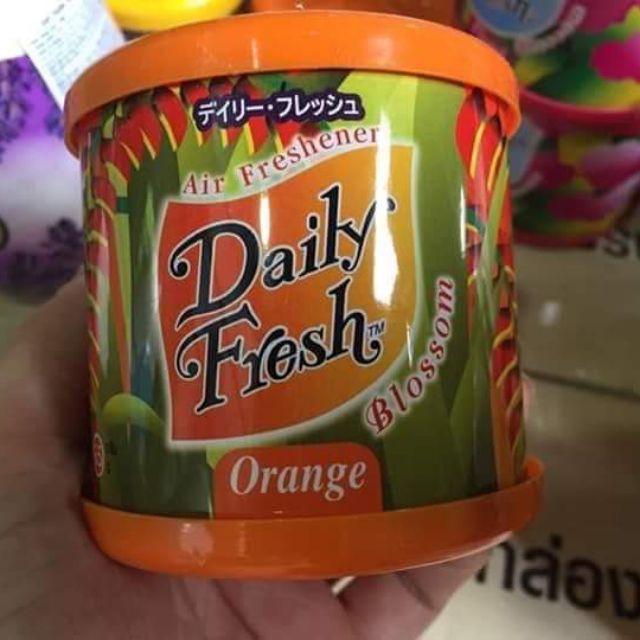 デイリー・フレッシュ
Air Freshener
Daily
Fresh™
Blossom
Orange
กล่อง